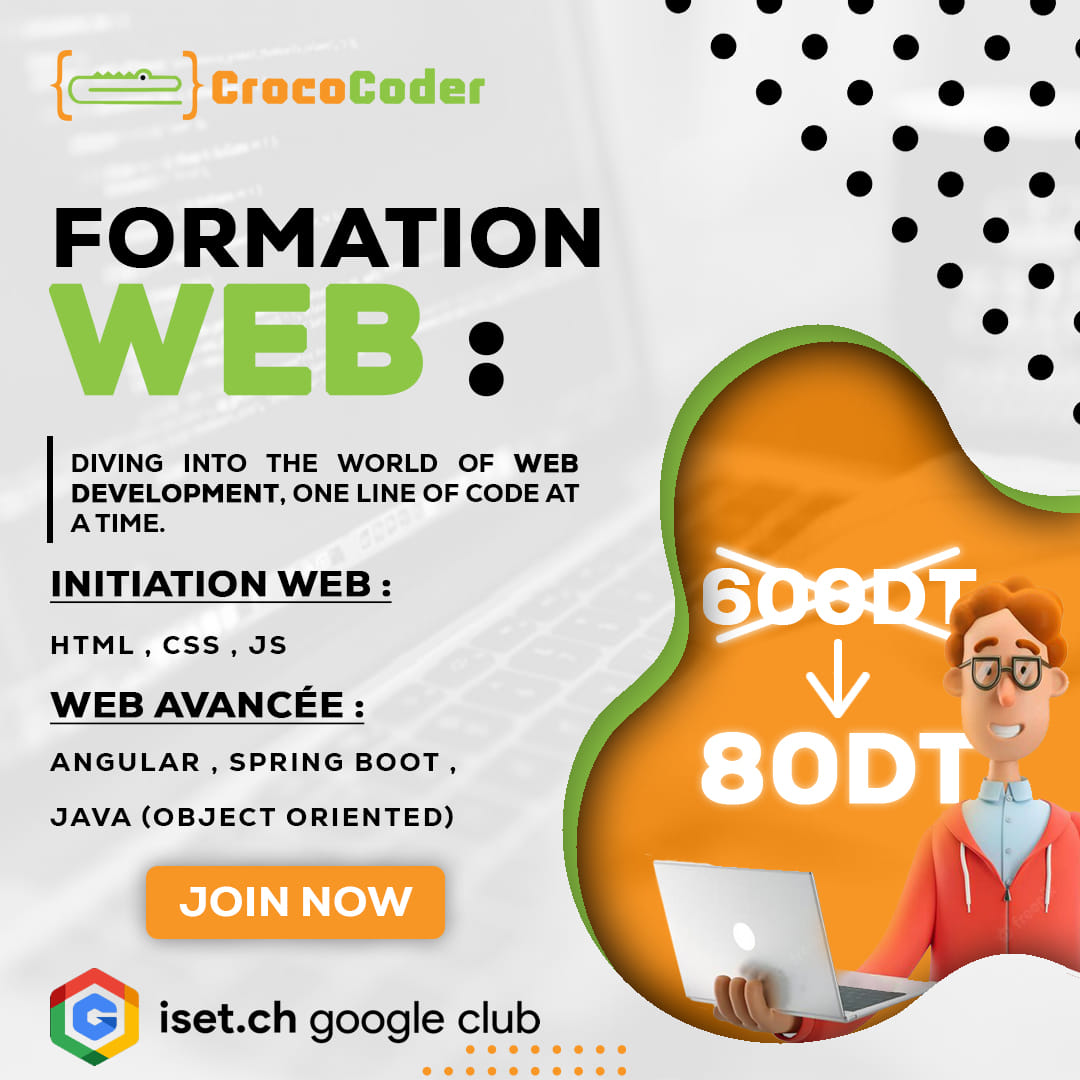 CrocoCoder
FORMATION
WEB :
DIVING INTO THE WORLD OF WEB
DEVELOPMENT, ONE LINE OF CODE AT
A TIME.
INITIATION WEB :
HTML , CSS , JS
WEB AVANCÉE :
ANGULAR , SPRING BOOT ,
JAVA (OBJECT ORIENTED)
600DT
80DT
JOIN NOW
iset.ch google club